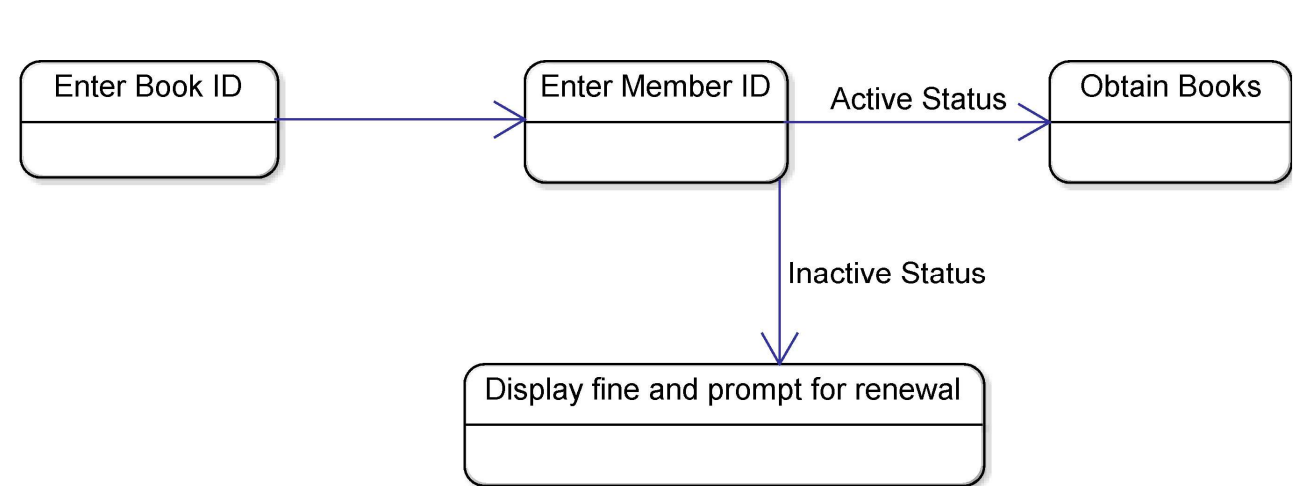 Enter Book ID
Enter Member ID
Active Status
Obtain Books
Inactive Status
Display fine and prompt for renewal